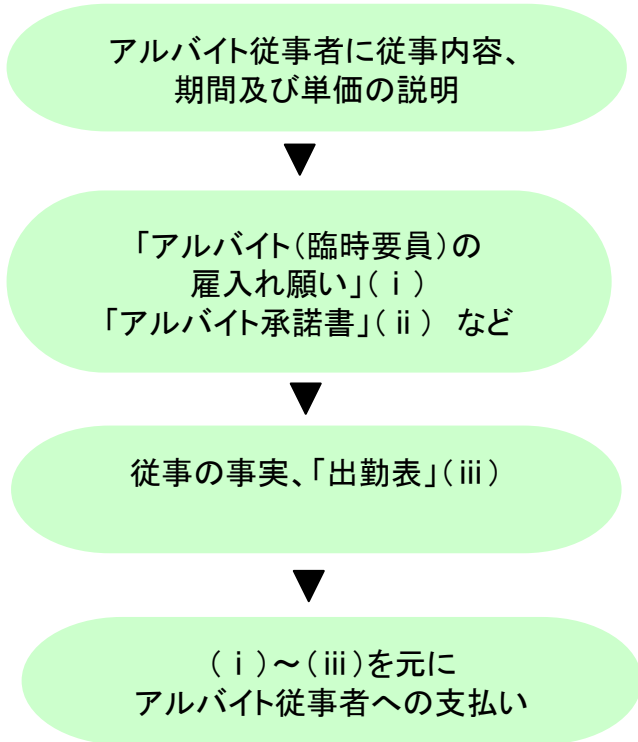 アルバイト従事者に従事内容、
期間及び単価の説明
「アルバイト（臨時要員）の
雇入れ願い」（ⅰ）
「アルバイト承諾書」（ⅱ） など
従事の事実、「出勤表」（ⅲ）
（ⅰ）～（ⅲ）を元に
アルバイト従事者への支払い